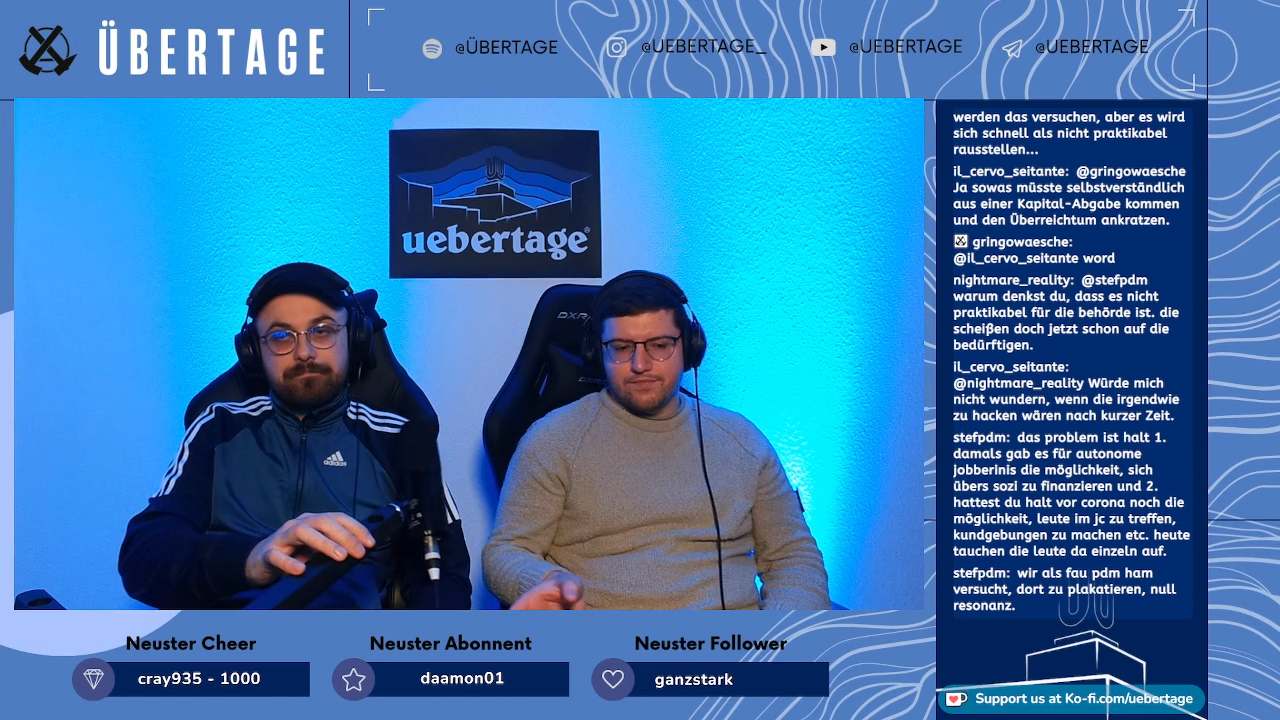 ÜBERTAGE
@ÜBERTAGE
@UEBERTAGE_
@UEBERTAGE
@UEBERTAGE
uebertage®
DXRA
adidas
werden das versuchen, aber es wird
sich schnell als nicht praktikabel
rausstellen...
il_cervo_seitante: @gringowaesche
Ja sowas müsste selbstverständlich
aus einer Kapital-Abgabe kommen
und den Überreichtum ankratzen.
gringowaesche:
@il_cervo_seitante word
nightmare_reality: @stefpdm
warum denkst du, dass es nicht
praktikabel für die behörde ist. die
scheißen doch jetzt schon auf die
bedürftigen.
il_cervo_seitante:
@nightmare_reality Würde mich
nicht wundern, wenn die irgendwie
zu hacken wären nach kurzer Zeit.
stefpdm: das problem ist halt 1.
damals gab es für autonome
jobberinis die möglichkeit, sich
übers sozi zu finanzieren und 2.
hattest du halt vor corona noch die
möglichkeit, leute im jc zu treffen,
kundgebungen zu machen etc. heute
tauchen die leute da einzeln auf.
stefpdm: wir als fau pdm ham
versucht, dort zu plakatieren, null
resonanz.
Neuster Cheer
cray935 - 1000
Neuster Abonnent
daamon01
Neuster Follower
ganzstark
Support us at Ko-fi.com/uebertage